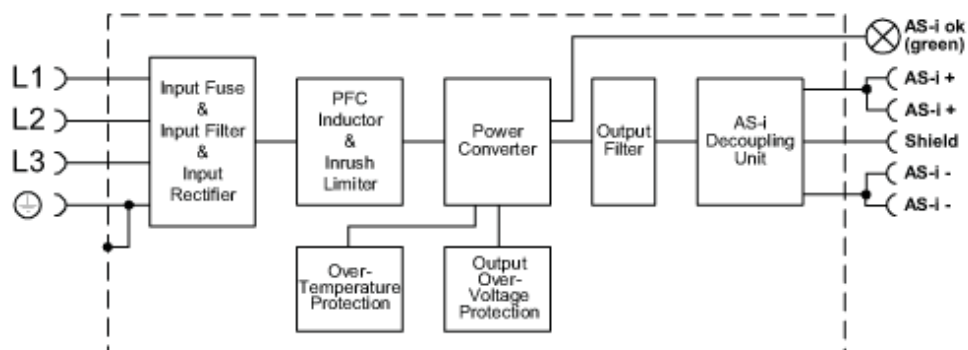 L1
L2
L3
Input Fuse
&
Input Filter
&
Input
Rectifier
PFC
Inductor
&
Inrush
Limiter
Power
Converter
Output
Filter
AS-i
Decoupling
Unit
AS-i ok
(green)
AS-i +
AS-i +
Shield
AS-i -
AS-i -
Over-
Temperature
Protection
Output
Over-
Voltage
Protection